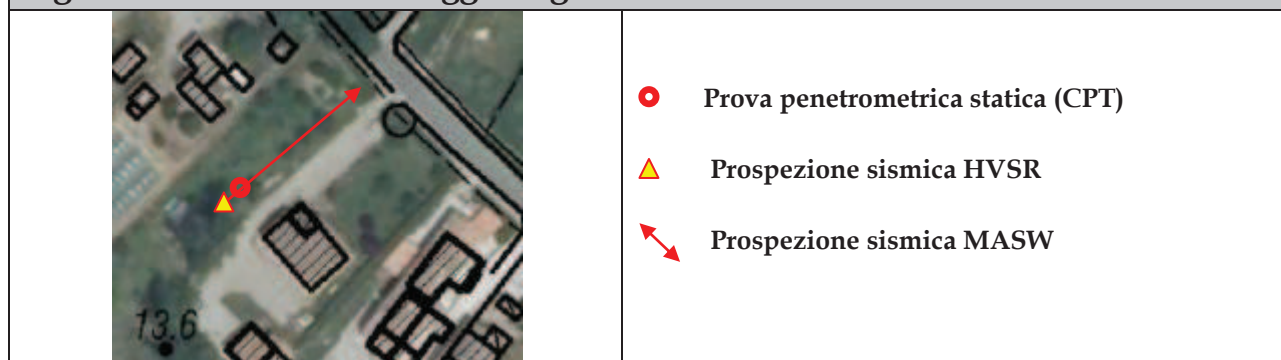 Prova penetrometrica statica (CPT)
Prospezione sismica HVSR
Prospezione sismica MASW
13.6